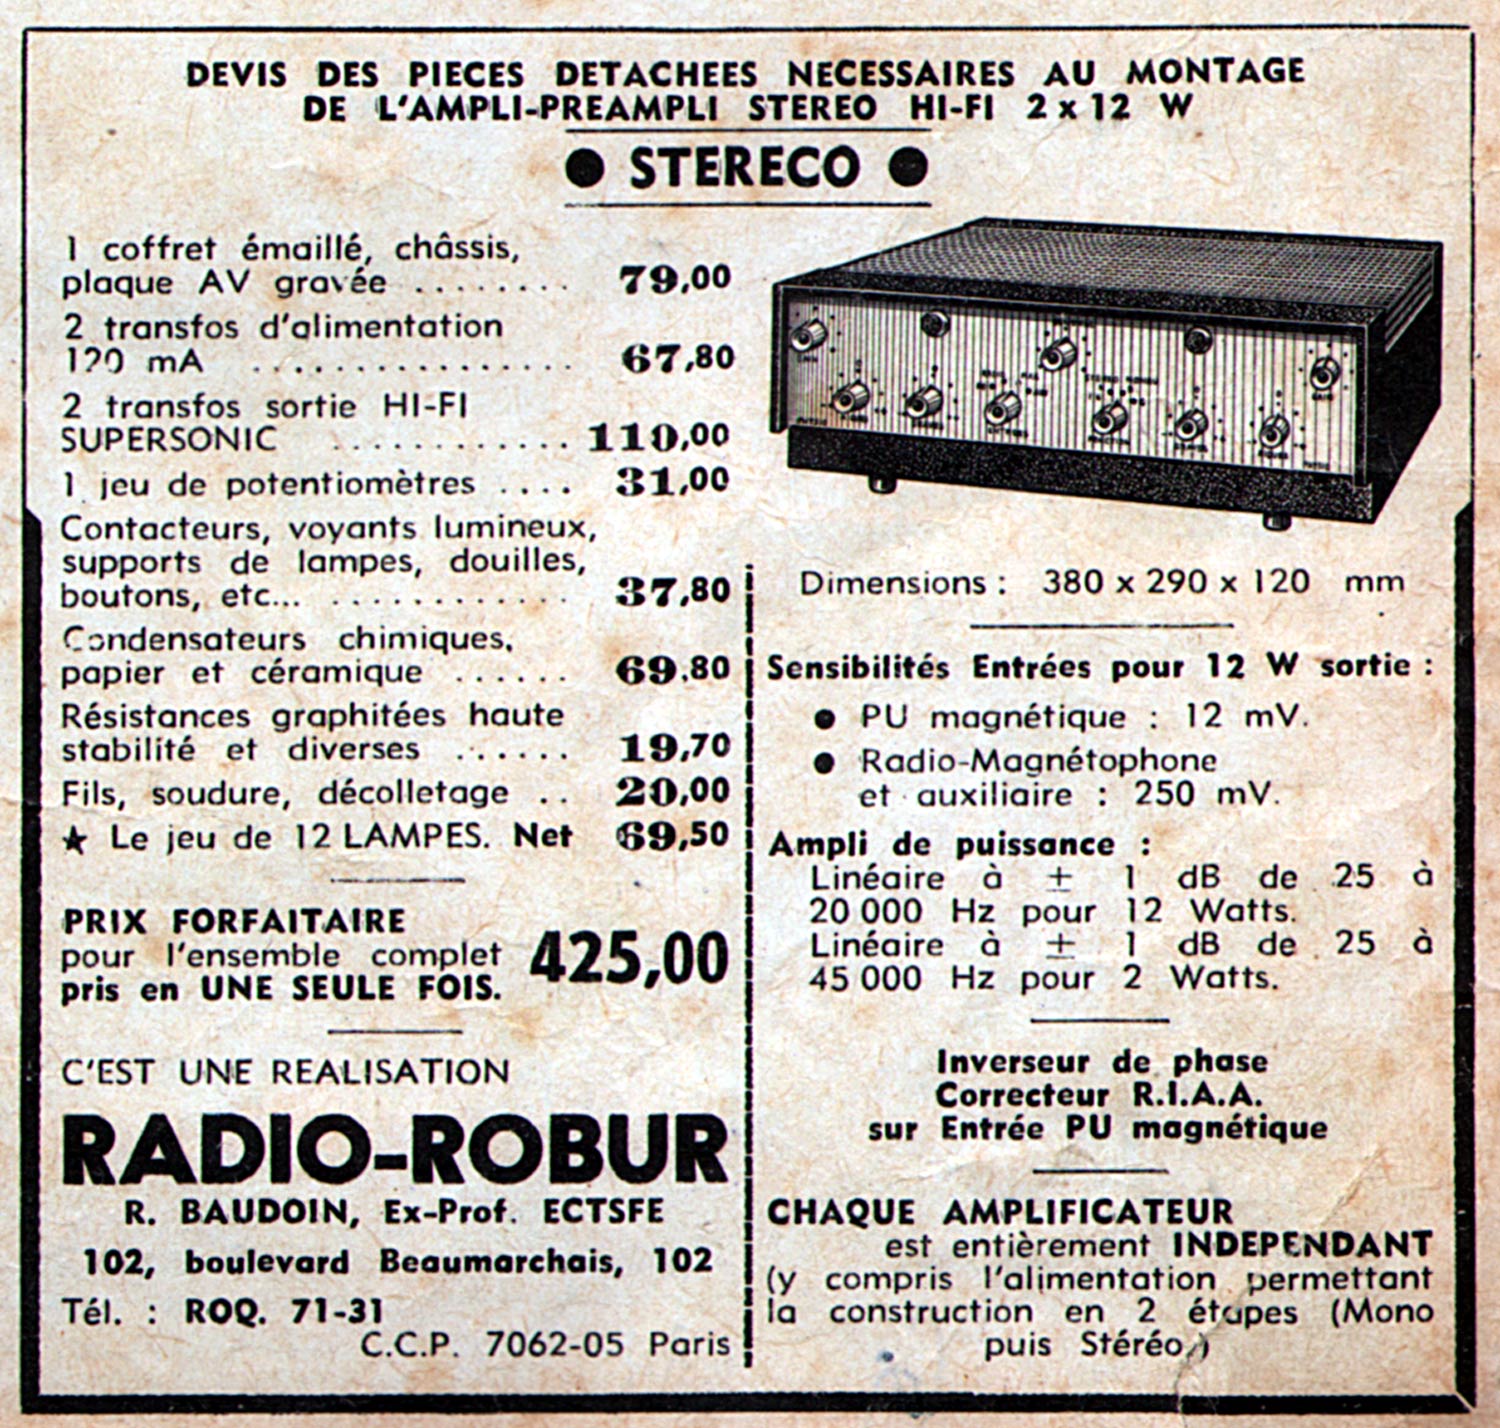 DEVIS DES PIECES DETACHEES NECESSAIRES AU MONTAGE
DE L'AMPLI-PREAMPLI STEREO HI-FI 2 x 12 W
● STERECO ●
1 coffret émaillé, châssis,
plaque AV gravée ........ 79,00
2 transfos d'alimentation
120 mA ............... 67,80
2 transfos sortie HI-FI
SUPERSONIC ............ 110,00
1 jeu de potentiomètres .... 31,00
Contacteurs, voyants lumineux,
supports de lampes, douilles,
boutons, etc... ............ 37,80
Condensateurs chimiques,
papier et céramique ...... 69.80
Résistances graphitées haute
stabilité et diverses ...... 19,70
Fils, soudure, décolletage .. 20,00
★ Le jeu de 12 LAMPES. Net 69,50
PRIX FORFAITAIRE
pour l'ensemble complet 425,00
pris en UNE SEULE FOIS.
C'EST UNE REALISATION
RADIO-ROBUR
R. BAUDOIN, Ex-Prof. ECTSFE
102, boulevard Beaumarchais, 102
Tél. : ROQ. 71-31
C.C.P. 7062-05 Paris
Dimensions : 380 x 290 x 120 mm
Sensibilités Entrées pour 12 W sortie :
● PU magnétique : 12 mV.
● Radio-Magnétophone
et auxiliaire : 250 mV.
Ampli de puissance :
Linéaire à ± 1 dB de 25 à
20 000 Hz pour 12 Watts.
Linéaire à ± 1 dB de 25 à
45 000 Hz pour 2 Watts.
Inverseur de phase
Correcteur R.I.A.A.
sur Entrée PU magnétique
CHAQUE AMPLIFICATEUR
est entièrement INDEPENDANT
(y compris l'alimentation permettant
la construction en 2 étapes (Mono
puis Stéréo.)